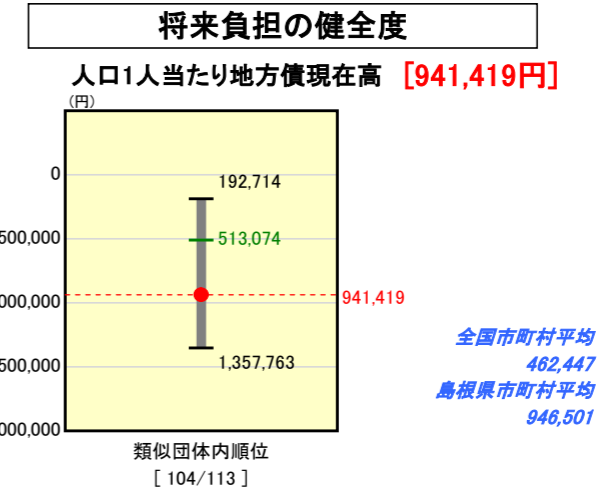 将来負担の健全度
人口1人当たり地方債現在高 [941,419円]
(円)
0
500,000
000,000
500,000
000,000
192,714
513,074
941,419
1,357,763
全国市町村平均
462,447
島根県市町村平均
946,501
類似団体内順位
[ 104/113 ]